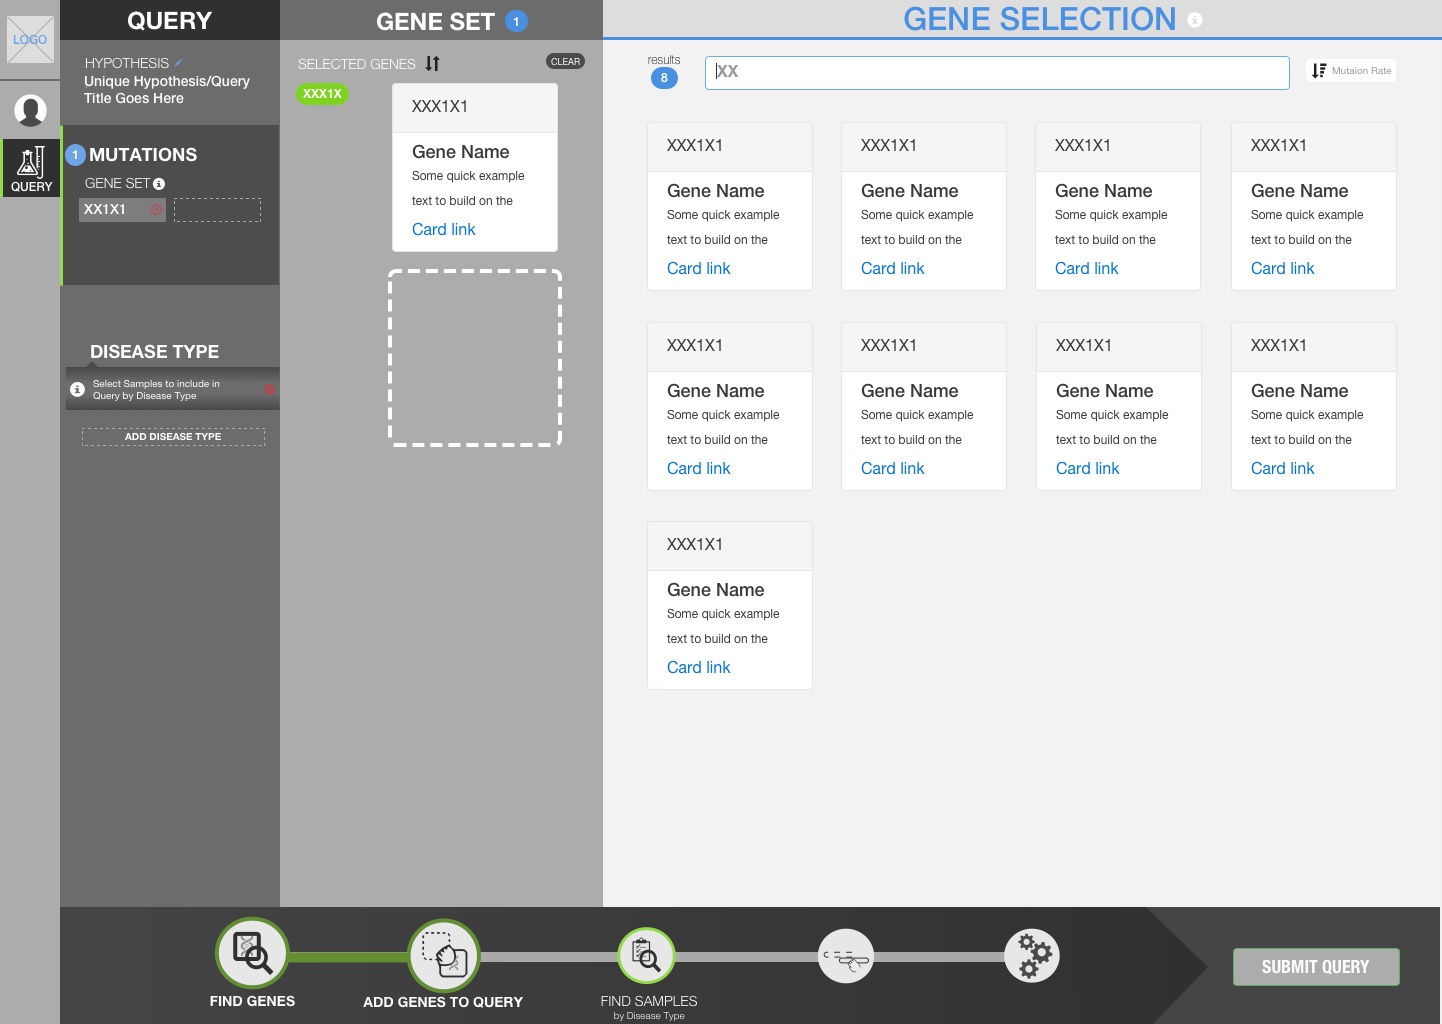 LOGO
QUERY
QUERY
HYPOTHESIS
Unique Hypothesis/Query
Title Goes Here
1 MUTATIONS
GENE SET
XX1X1
DISEASE TYPE
Select Samples to include in
Query by Disease Type
ADD DISEASE TYPE
GENE SET 1
SELECTED GENES
CLEAR
XXX1X
XXX1X1
Gene Name
Some quick example
text to build on the
Card link
GENE SELECTION
results
8
XX
Mutaion Rate
XXX1X1
Gene Name
Some quick example
text to build on the
Card link
XXX1X1
Gene Name
Some quick example
text to build on the
Card link
XXX1X1
Gene Name
Some quick example
text to build on the
Card link
XXX1X1
Gene Name
Some quick example
text to build on the
Card link
XXX1X1
Gene Name
Some quick example
text to build on the
Card link
XXX1X1
Gene Name
Some quick example
text to build on the
Card link
XXX1X1
Gene Name
Some quick example
text to build on the
Card link
XXX1X1
Gene Name
Some quick example
text to build on the
Card link
XXX1X1
Gene Name
Some quick example
text to build on the
Card link
FIND GENES
ADD GENES TO QUERY
FIND SAMPLES
by Disease Type
SUBMIT QUERY